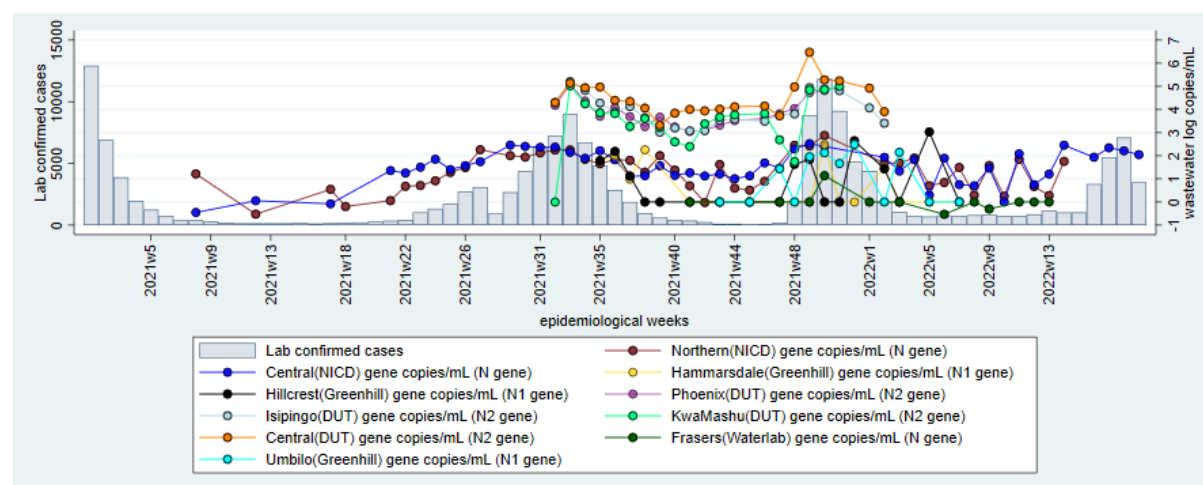 15000
10000
5000
0
Lab confirmed cases
7
6
5
4
3
2
1
0
-1
wastewater log copies/mL
2021w5
2021w9
2021w13
2021w18
2021w22
2021w26
2021w31
2021w35
2021w40
2021w44
2021w48
2022w1
2022w5
2022w9
2022w13
epidemiological weeks
Lab confirmed cases
Northern(NICD) gene copies/mL (N gene)
Central(NICD) gene copies/mL (N gene)
Hammarsdale(Greenhill) gene copies/mL (N1 gene)
Hillcrest(Greenhill) gene copies/mL (N1 gene)
Phoenix(DUT) gene copies/mL (N2 gene)
Isipingo(DUT) gene copies/mL (N2 gene)
KwaMashu(DUT) gene copies/mL (N2 gene)
Central(DUT) gene copies/mL (N2 gene)
Frasers(Waterlab) gene copies/mL (N gene)
Umbilo(Greenhill) gene copies/mL (N1 gene)